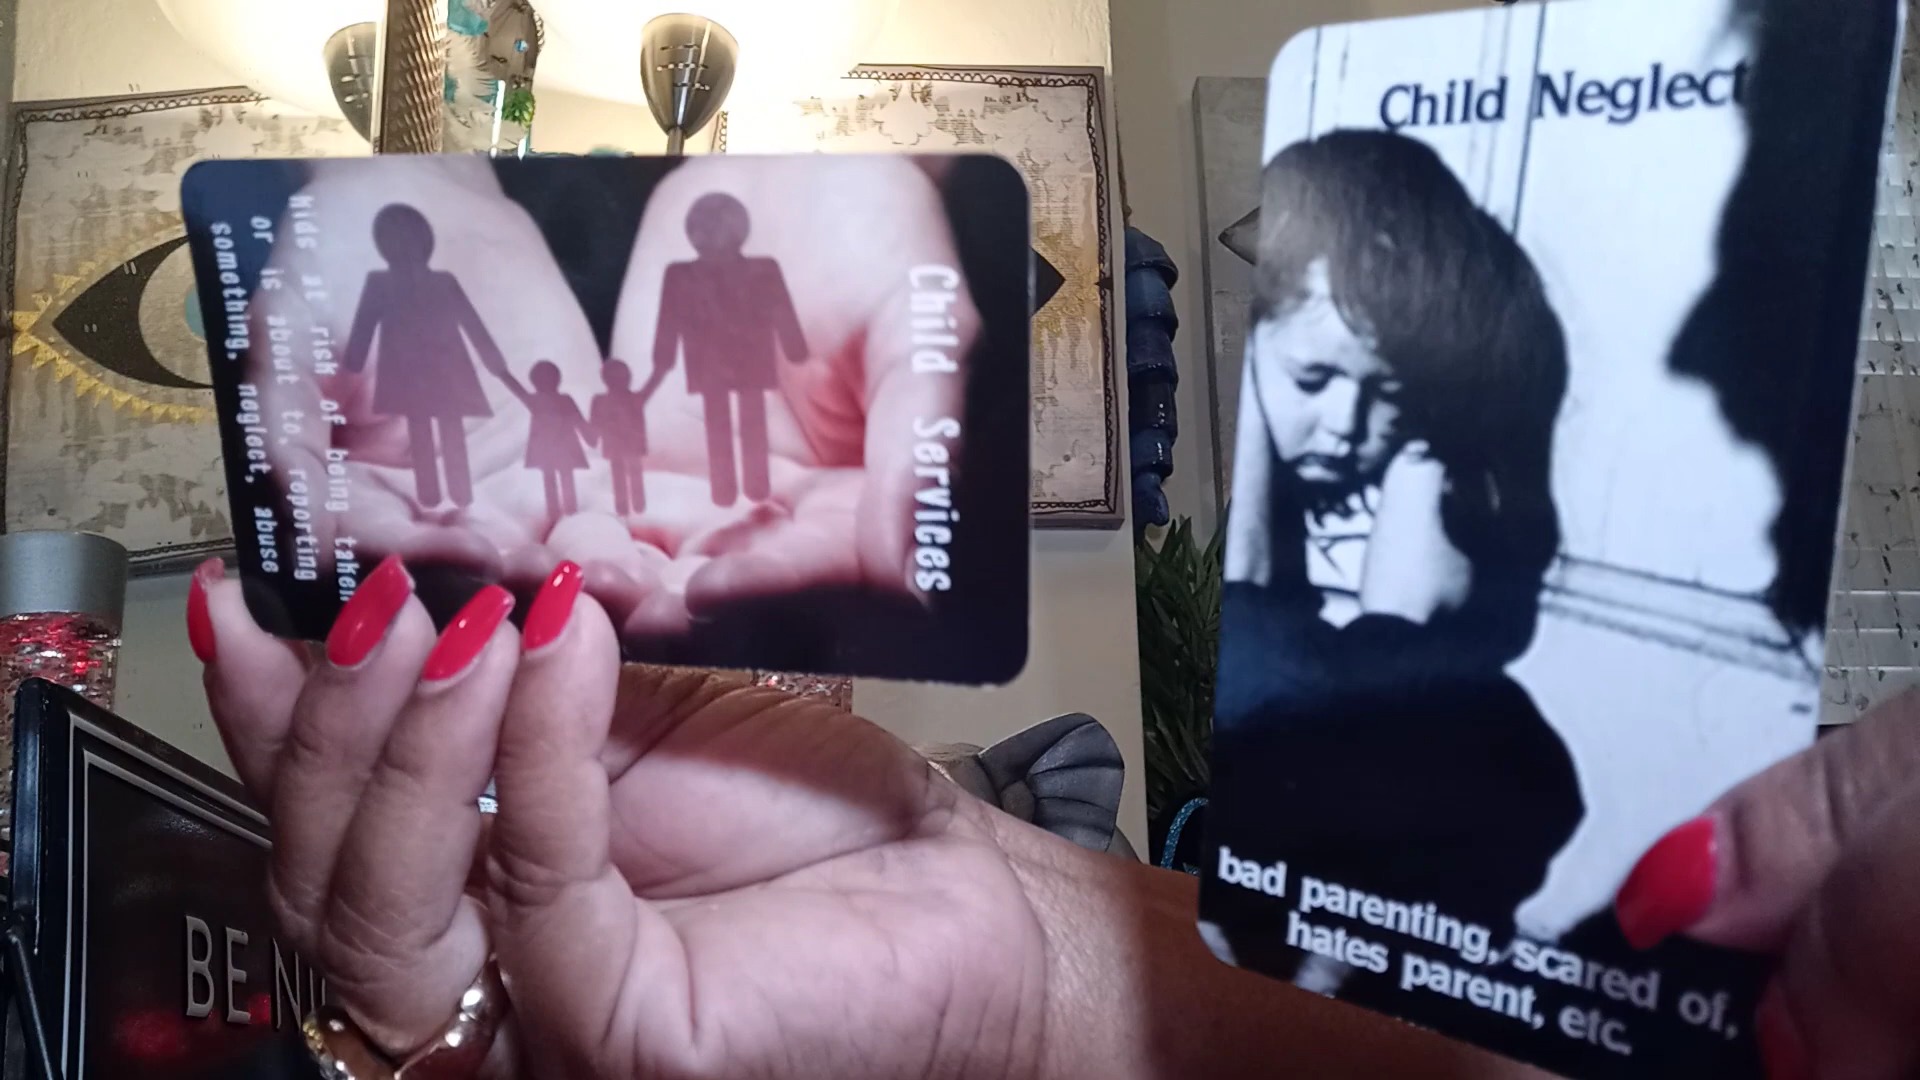 Child Services
Kids at risk of being taken
or is about to, reporting
something, neglect, abuse
Child Neglect
bad parenting, scared of,
hates parent, etc.
BE NI